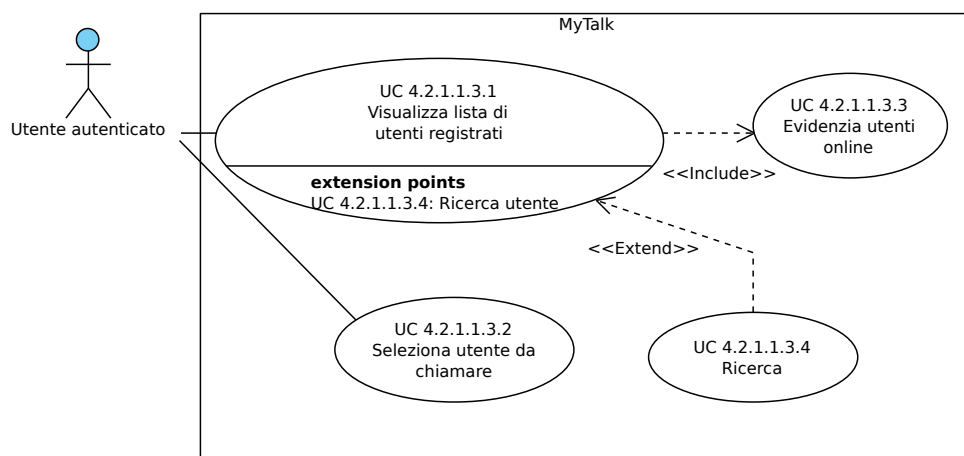 MyTalk
Utente autenticato
UC 4.2.1.1.3.1
Visualizza lista di
utenti registrati
extension points
UC 4.2.1.1.3.4: Ricerca utente
UC 4.2.1.1.3.3
Evidenzia utenti
online
<<Include>>
<<Extend>>
UC 4.2.1.1.3.2
Seleziona utente da
chiamare
UC 4.2.1.1.3.4
Ricerca